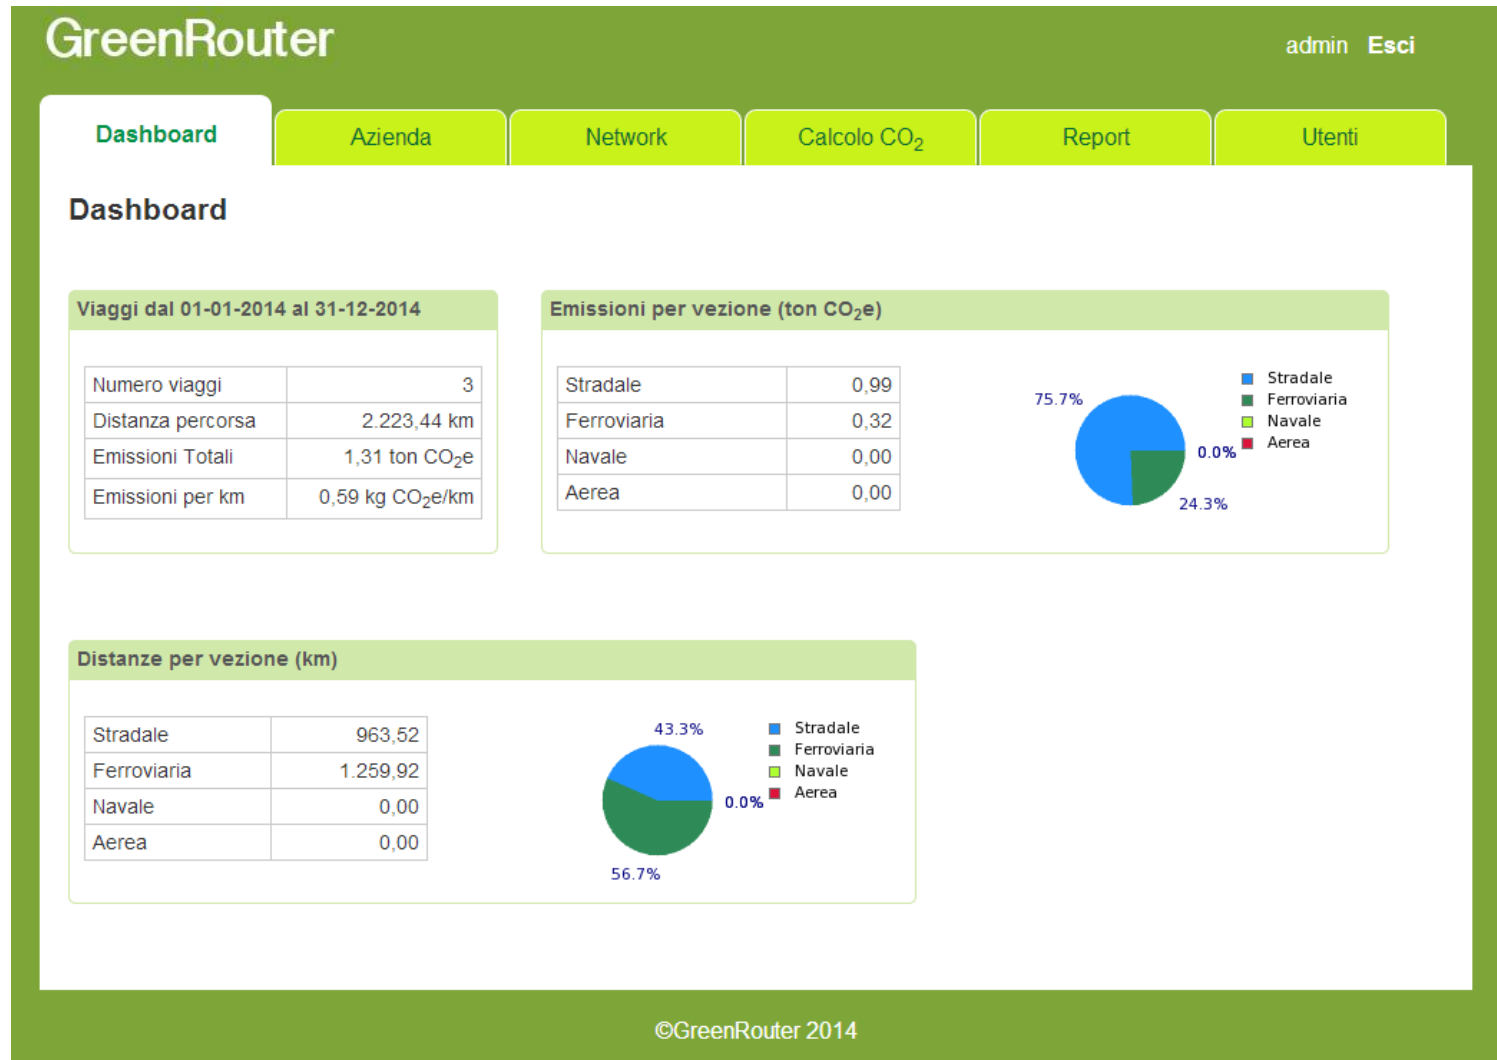 GreenRouter
admin Esci
Dashboard Azienda Network Calcolo CO₂ Report Utenti
Dashboard
Viaggi dal 01-01-2014 al 31-12-2014
Numero viaggi 3
Distanza percorsa 2.223,44 km
Emissioni Totali 1,31 ton CO₂e
Emissioni per km 0,59 kg CO₂e/km
Emissioni per vezione (ton CO₂e)
Stradale 0,99
Ferroviaria 0,32
Navale 0,00
Aerea 0,00
75.7%
0.0%
24.3%
Stradale
Ferroviaria
Navale
Aerea
Distanze per vezione (km)
Stradale 963,52
Ferroviaria 1.259,92
Navale 0,00
Aerea 0,00
43.3%
0.0%
56.7%
Stradale
Ferroviaria
Navale
Aerea
©GreenRouter 2014